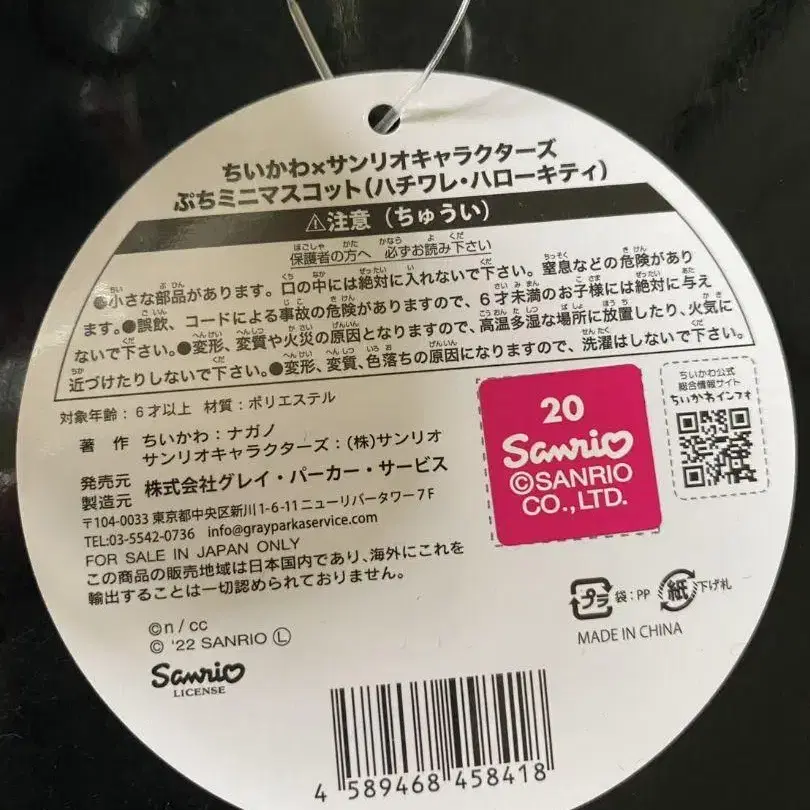 ちいかわ×サンリオキャラクターズ
ぷちミニマスコット(ハチワレ・ハローキティ)
⚠注意(ちゅうい)
保護者の方へ 必ずお読み下さい
●小さな部品があります。口の中には絶対に入れないで下さい。窒息などの危険があり
ます。●誤飲、コードによる事故の危険がありますので、6才未満のお子様には絶対に与え
ないで下さい。●変形、変質や火災の原因となりますので、高温多湿な場所に放置したり、火気に
近づけたりしないで下さい。●変形、変質、色落ちの原因になりますので、洗濯はしないで下さい。
対象年齢:6才以上 材質:ポリエステル
著 作 ちいかわ:ナガノ
サンリオキャラクターズ:(株)サンリオ
発売元
製造元 株式会社グレイ・パーカー・サービス
〒104-0033 東京都中央区新川1-6-11 ニューリバータワー7F
TEL:03-5542-0736 info@grayparkaservice.com
FOR SALE IN JAPAN ONLY
この商品の販売地域は日本国内であり、海外にこれを
輸出することは一切認められておりません。
20
Sanrio
©SANRIO
CO.,LTD.
ちいかわ公式
総合情報サイト
ちいかわインフォ
プラ 袋:PP 紙 下げ札
MADE IN CHINA
©n / cc
© '22 SANRIO Ⓛ
Sanrio
LICENSE
4 589468 458418